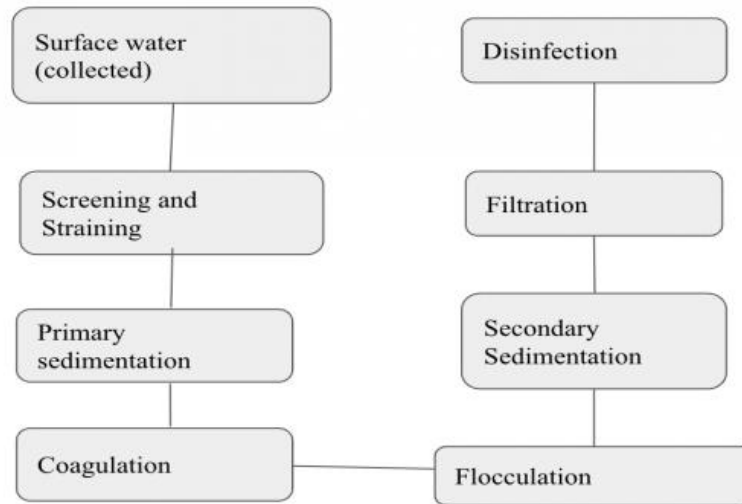 Surface water
(collected)
Screening and
Straining
Primary
sedimentation
Coagulation
Flocculation
Secondary
Sedimentation
Filtration
Disinfection